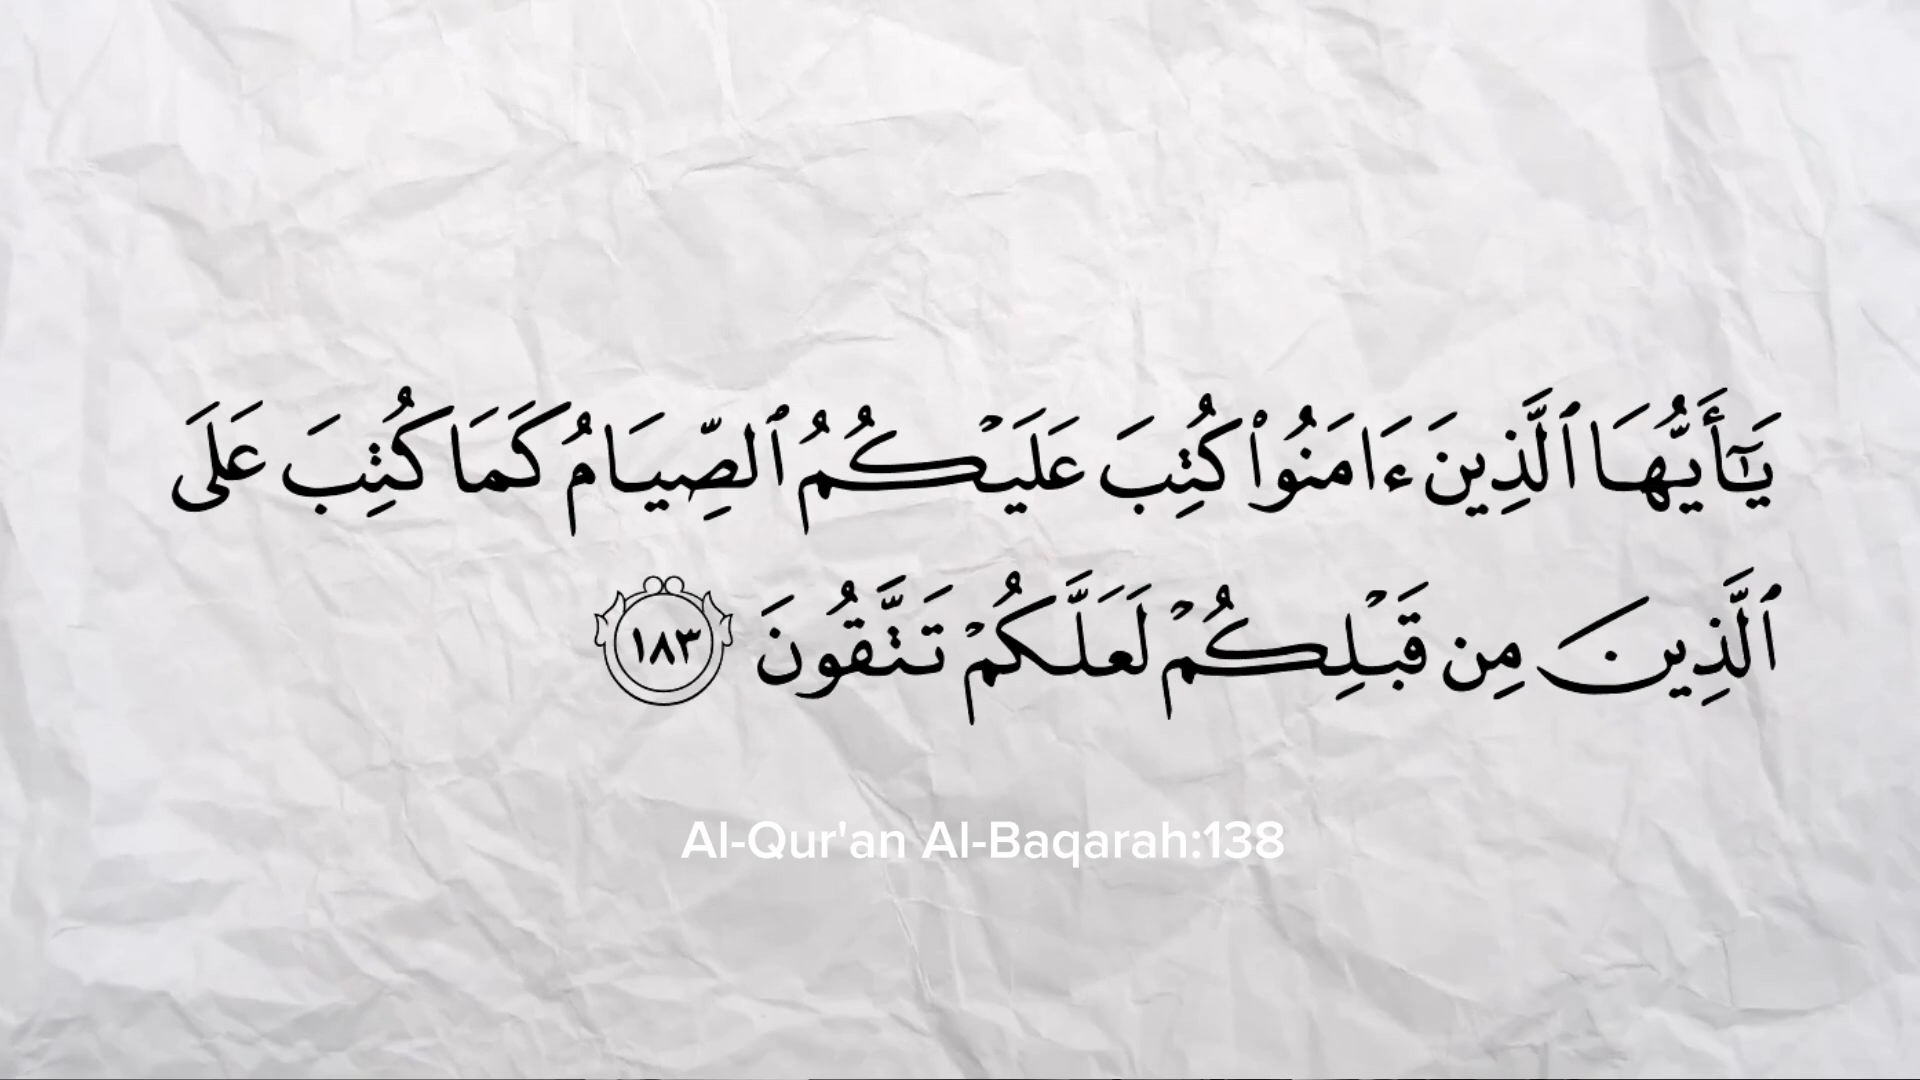 يَـٰٓأَيُّهَا ٱلَّذِينَ ءَامَنُوا۟ كُتِبَ عَلَيْكُمُ ٱلصِّيَامُ كَمَا كُتِبَ عَلَى
ٱلَّذِينَ مِن قَبْلِكُمْ لَعَلَّكُمْ تَتَّقُونَ ١٨٣
Al-Qur'an Al-Baqarah:138